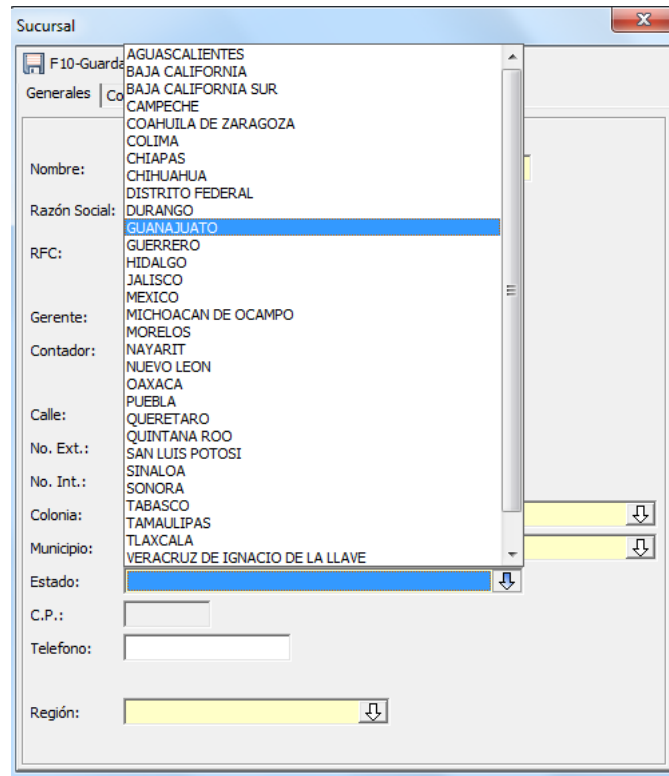 Sucursal
F10-Guarda
Generales Co
AGUASCALIENTES
BAJA CALIFORNIA
BAJA CALIFORNIA SUR
CAMPECHE
COAHUILA DE ZARAGOZA
COLIMA
CHIAPAS
CHIHUAHUA
DISTRITO FEDERAL
DURANGO
GUANAJUATO
GUERRERO
HIDALGO
JALISCO
MEXICO
MICHOACAN DE OCAMPO
MORELOS
NAYARIT
NUEVO LEON
OAXACA
PUEBLA
QUERETARO
QUINTANA ROO
SAN LUIS POTOSI
SINALOA
SONORA
TABASCO
TAMAULIPAS
TLAXCALA
VERACRUZ DE IGNACIO DE LA LLAVE
Nombre:
Razón Social:
RFC:
Gerente:
Contador:
Calle:
No. Ext.:
No. Int.:
Colonia:
Municipio:
Estado:
C.P.:
Telefono:
Región: